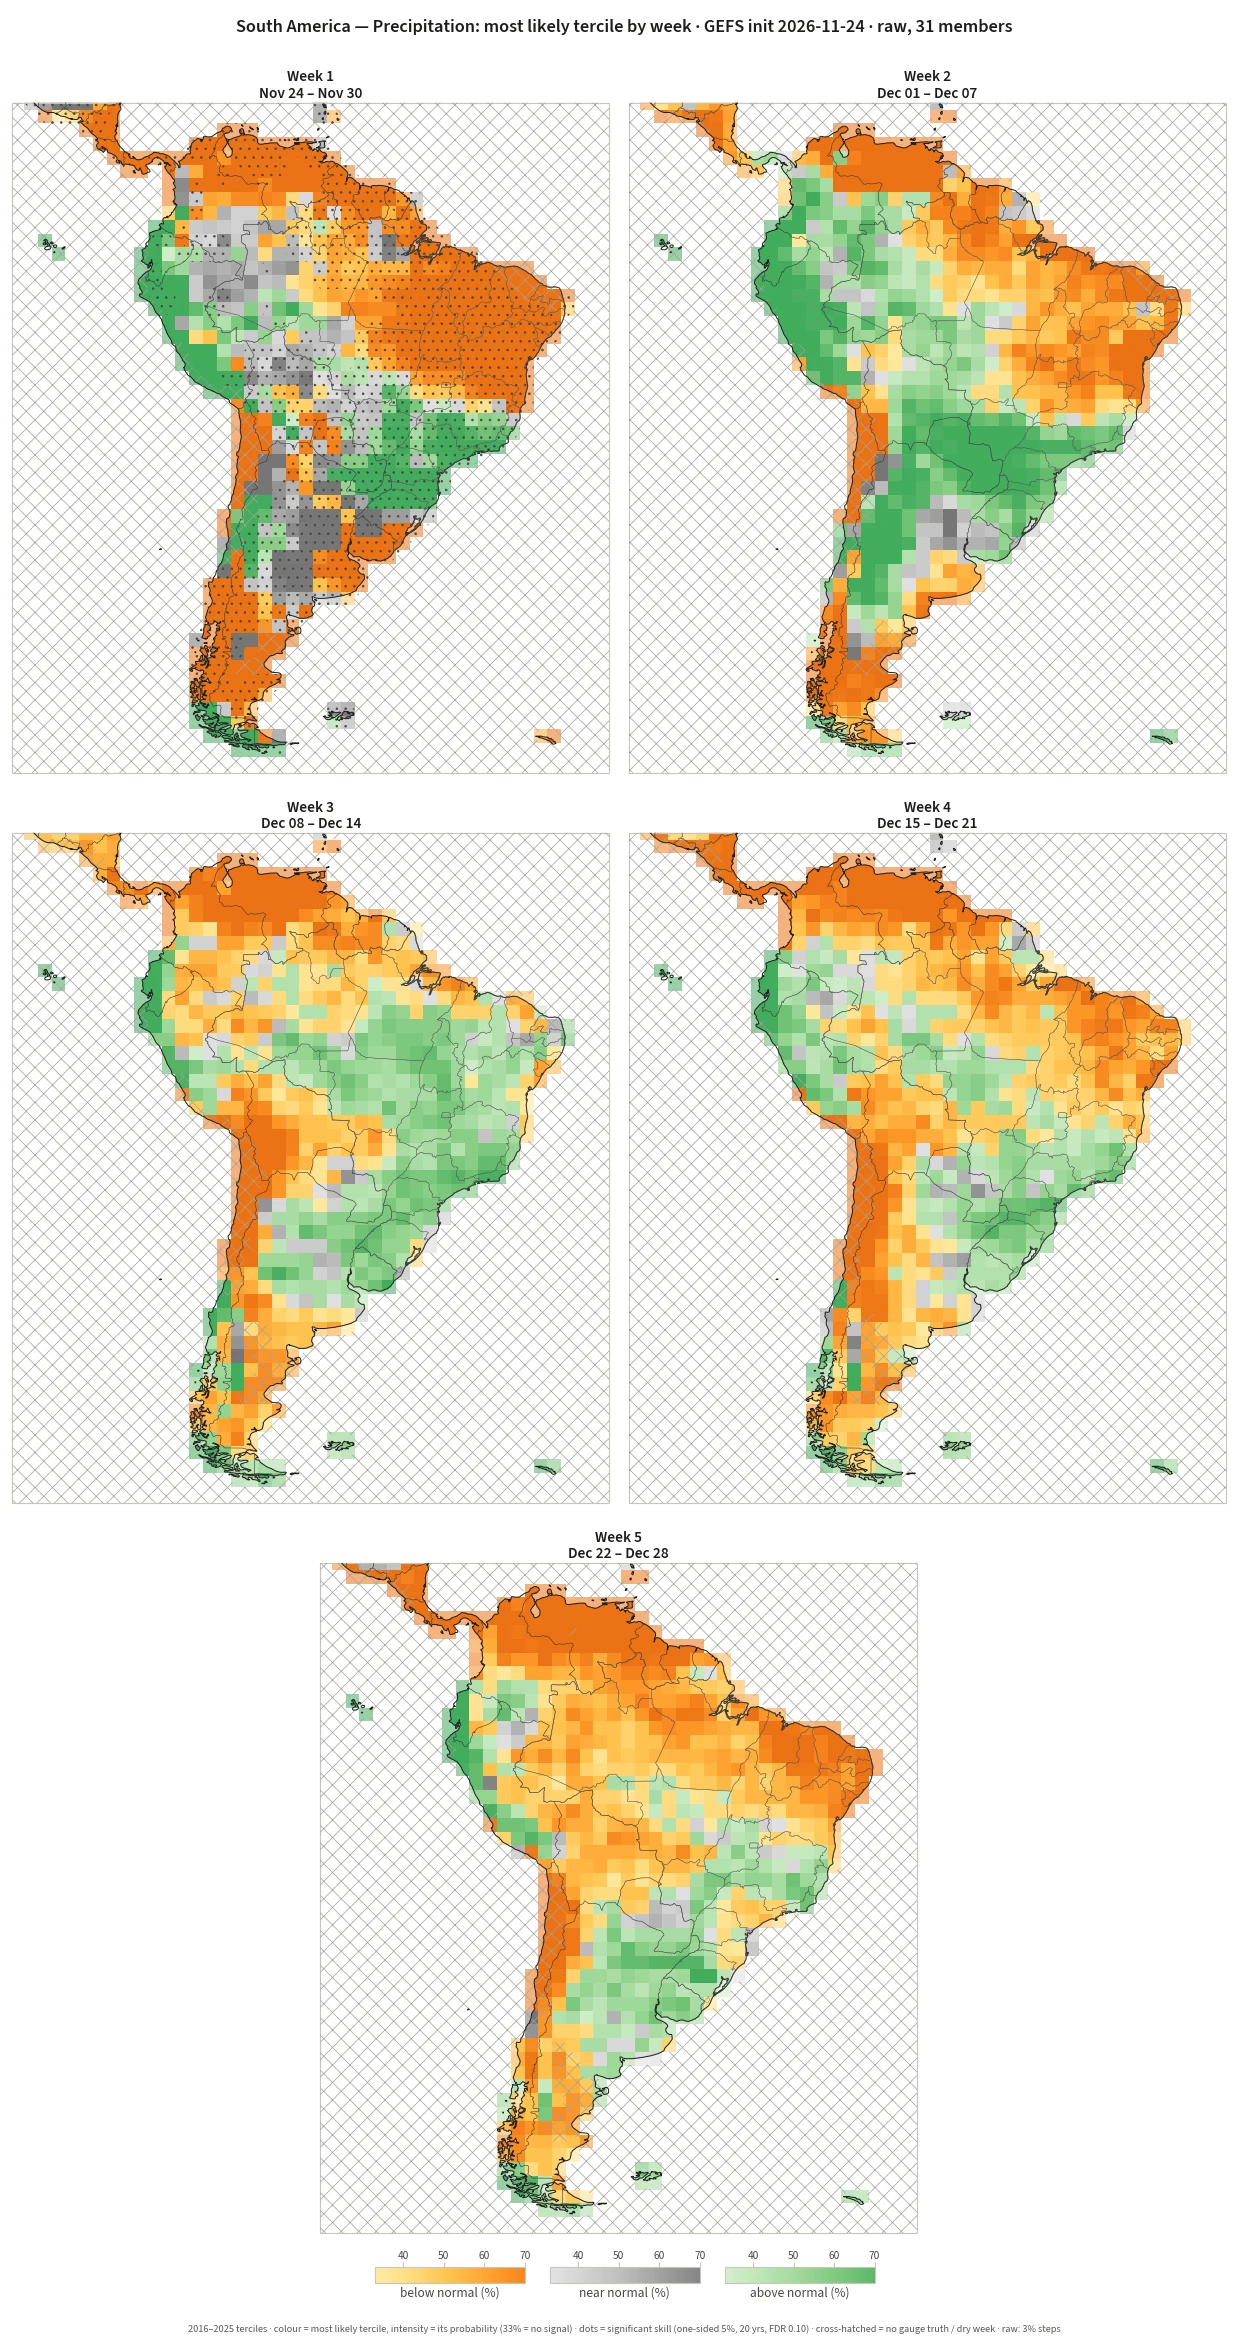 South America — Precipitation: most likely tercile by week · GEFS init 2026-11-24 · raw, 31 members
Week 1
Nov 24 – Nov 30
Week 2
Dec 01 – Dec 07
Week 3
Dec 08 – Dec 14
Week 4
Dec 15 – Dec 21
Week 5
Dec 22 – Dec 28
40 50 60 70
below normal (%)
40 50 60 70
near normal (%)
40 50 60 70
above normal (%)
2016–2025 terciles · colour = most likely tercile, intensity = its probability (33% = no signal) · dots = significant skill (one-sided 5%, 20 yrs, FDR 0.10) · cross-hatched = no gauge truth / dry week · raw: 3% steps